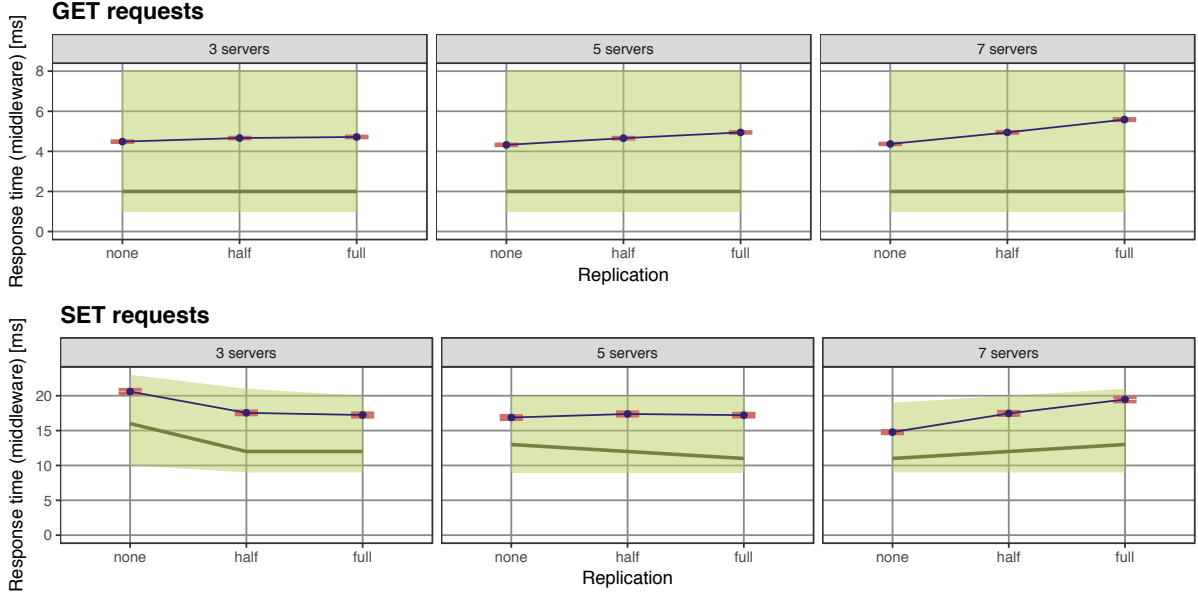 GET requests
Response time (middleware) [ms]
3 servers
5 servers
7 servers
8
6
4
2
0
none half full
none half full
none half full
Replication
SET requests
Response time (middleware) [ms]
3 servers
5 servers
7 servers
20
15
10
5
0
none half full
none half full
none half full
Replication